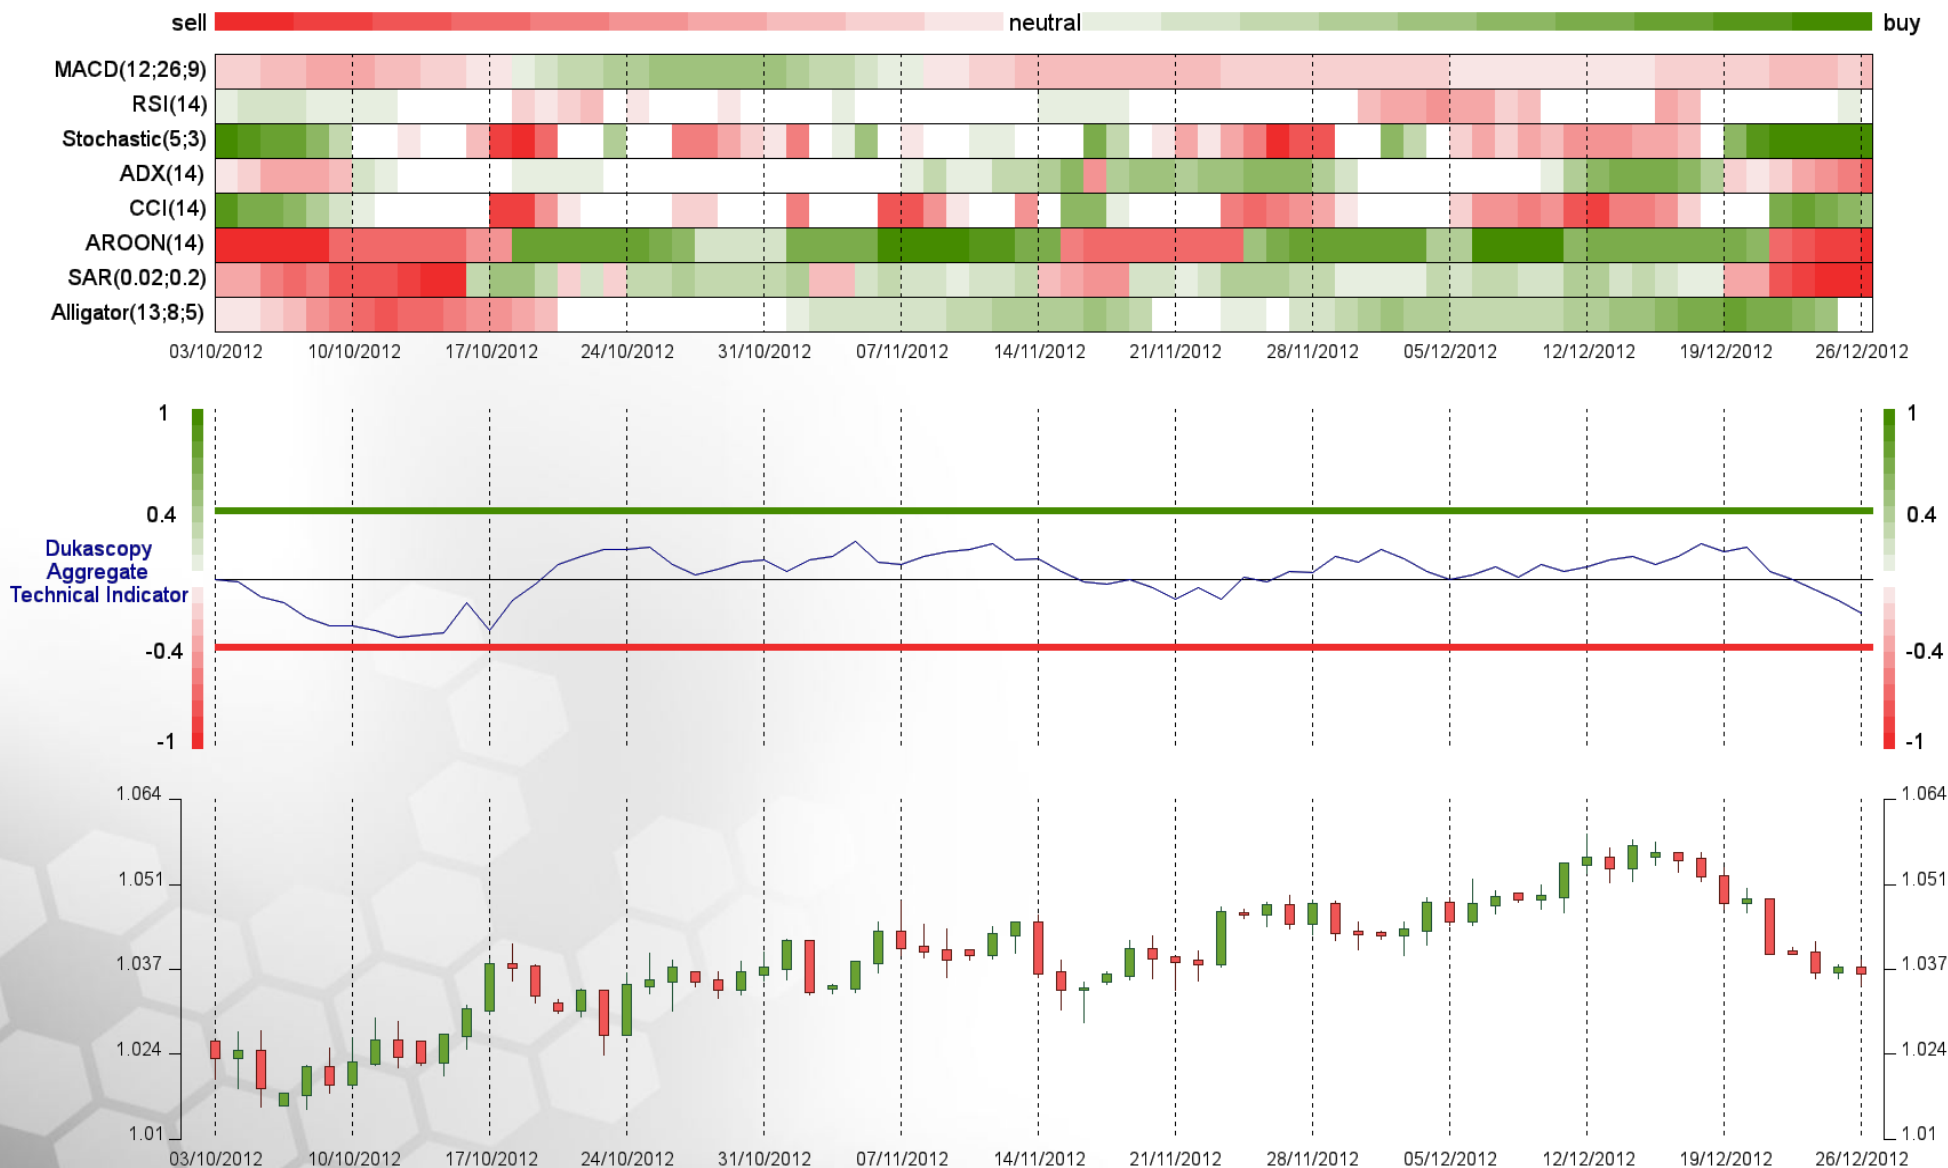 sell neutral buy
MACD(12;26;9)
RSI(14)
Stochastic(5;3)
ADX(14)
CCI(14)
AROON(14)
SAR(0.02;0.2)
Alligator(13;8;5)
03/10/2012 10/10/2012 17/10/2012 24/10/2012 31/10/2012 07/11/2012 14/11/2012 21/11/2012 28/11/2012 05/12/2012 12/12/2012 19/12/2012 26/12/2012
1 1
0.4 0.4
Dukascopy
Aggregate
Technical Indicator
-0.4 -0.4
-1 -1
1.064 1.064
1.051 1.051
1.037 1.037
1.024 1.024
1.01 1.01
03/10/2012 10/10/2012 17/10/2012 24/10/2012 31/10/2012 07/11/2012 14/11/2012 21/11/2012 28/11/2012 05/12/2012 12/12/2012 19/12/2012 26/12/2012